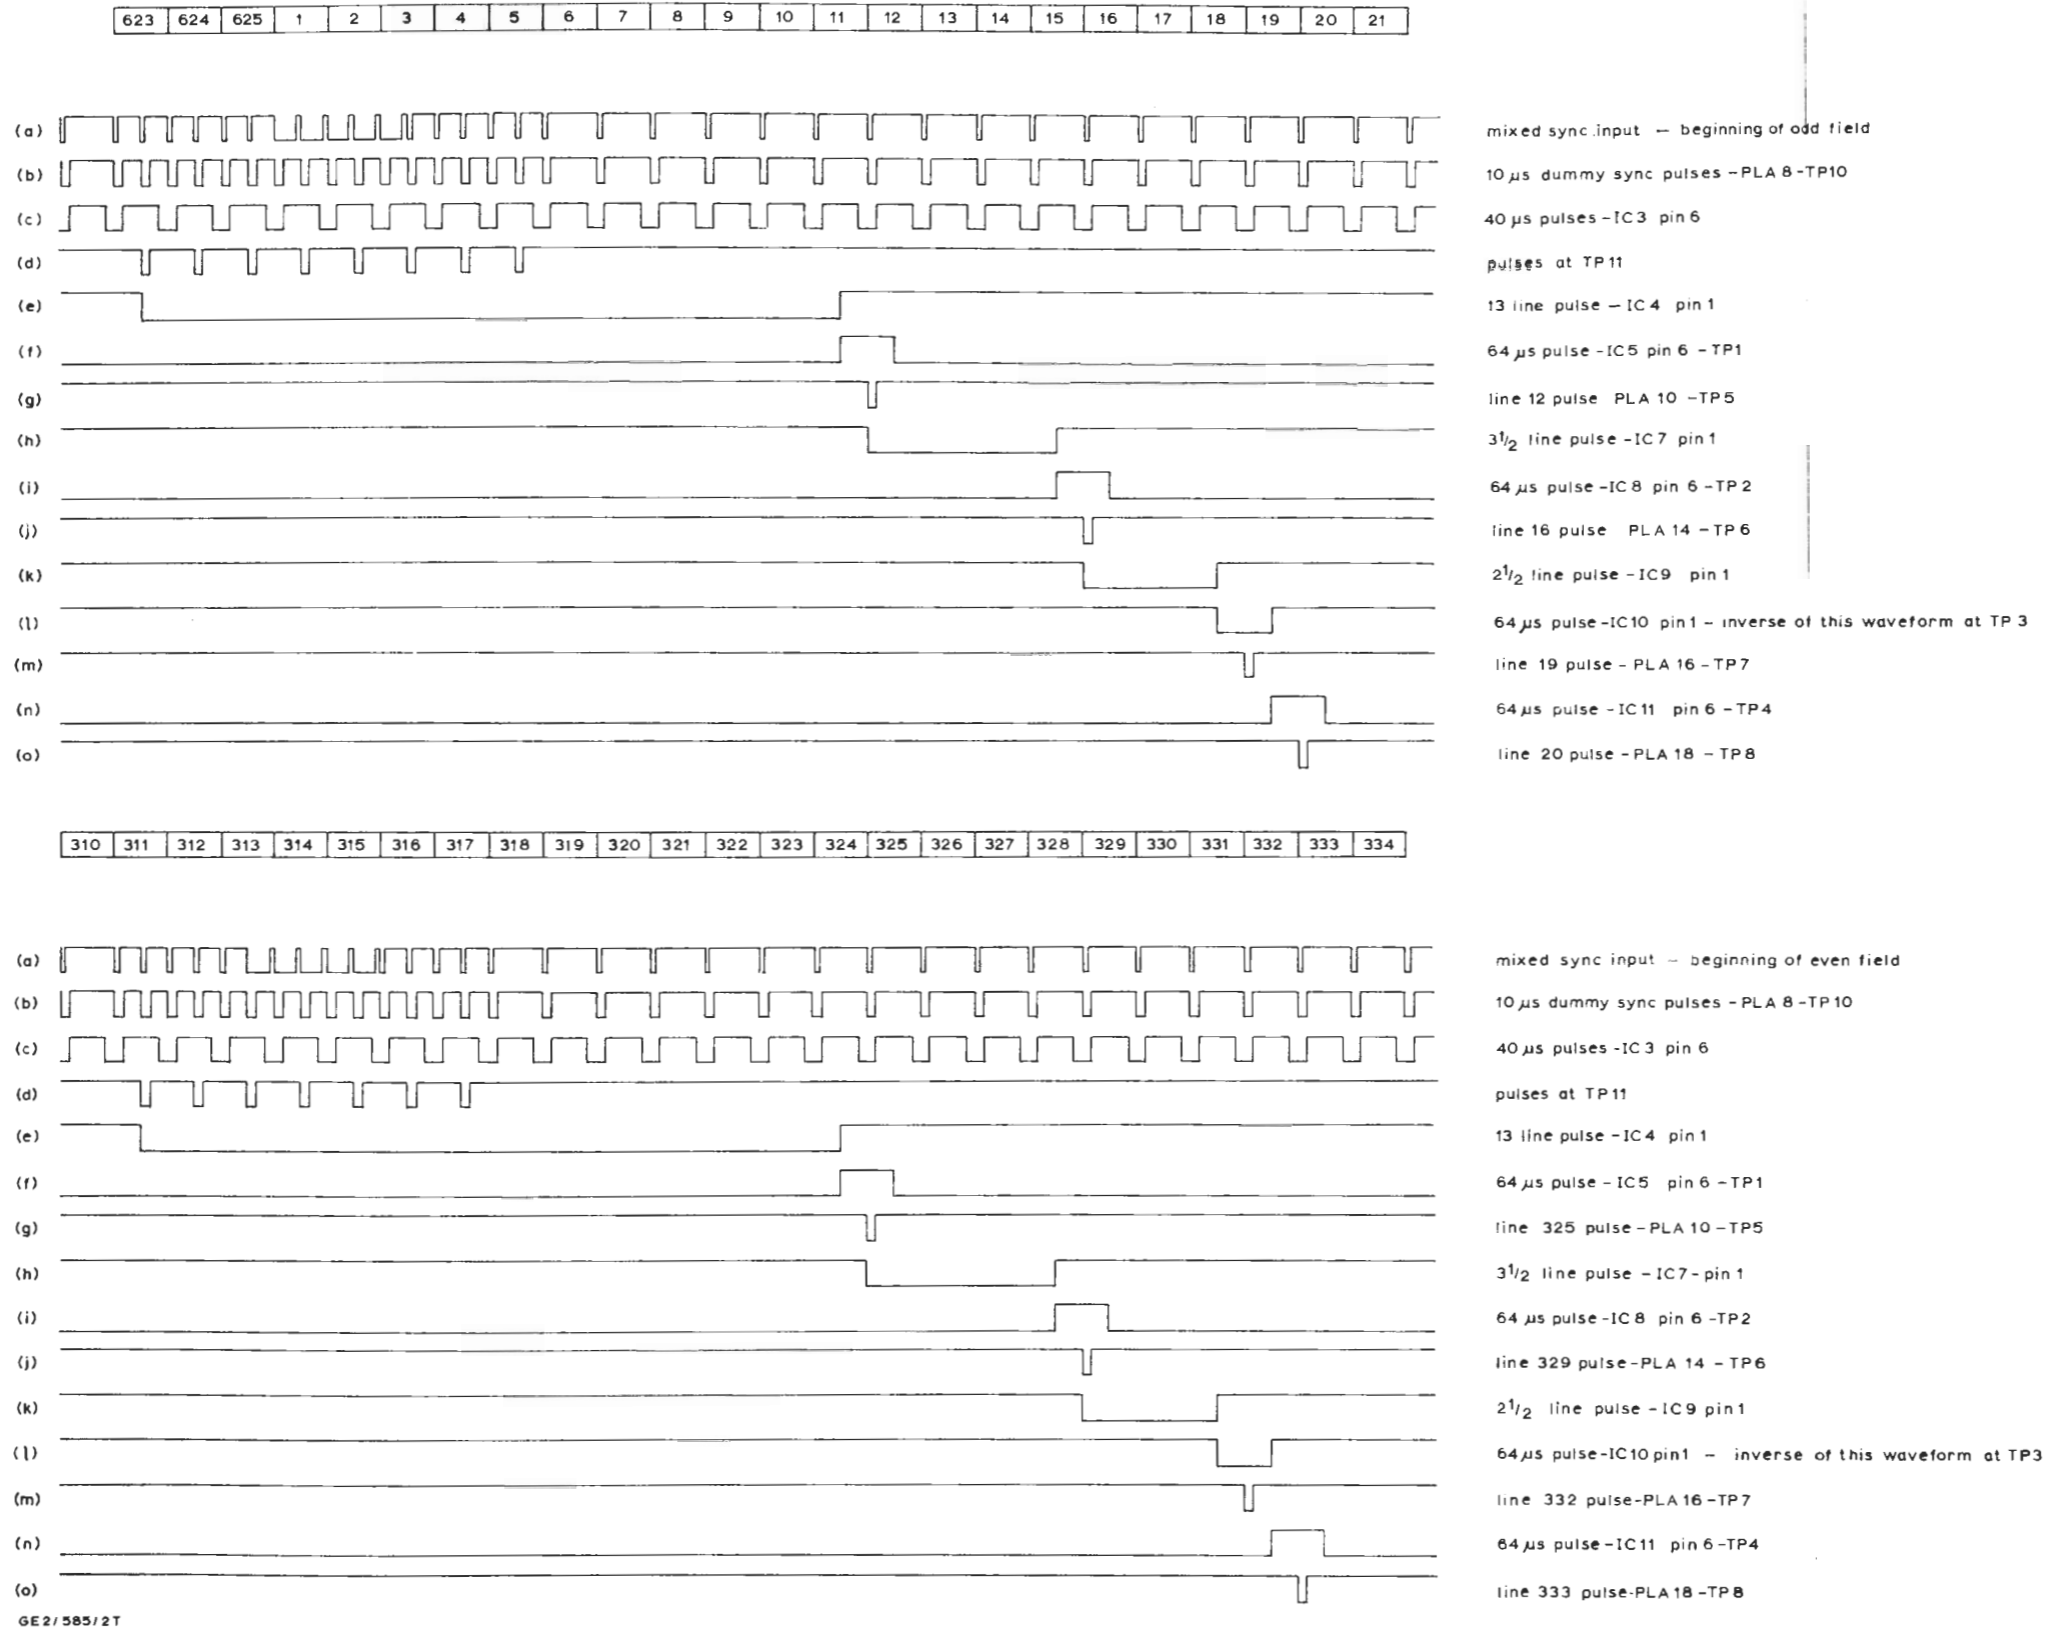 623 624 625 1 2 3 4 5 6 7 8 9 10 11 12 13 14 15 16 17 18 19 20 21
(a) mixed sync input — beginning of odd field
(b) 10 µs dummy sync pulses – PLA 8 – TP10
(c) 40 µs pulses – IC3 pin 6
(d) pulses at TP11
(e) 13 line pulse – IC4 pin 1
(f) 64 µs pulse – IC5 pin 6 – TP1
(g) line 12 pulse PLA 10 – TP5
(h) 3½ line pulse – IC7 pin 1
(i) 64 µs pulse – IC8 pin 6 – TP2
(j) line 16 pulse PLA 14 – TP6
(k) 2½ line pulse – IC9 pin 1
(l) 64 µs pulse – IC10 pin 1 – inverse of this waveform at TP3
(m) line 19 pulse – PLA 16 – TP7
(n) 64 µs pulse – IC11 pin 6 – TP4
(o) line 20 pulse – PLA 18 – TP8
310 311 312 313 314 315 316 317 318 319 320 321 322 323 324 325 326 327 328 329 330 331 332 333 334
(a) mixed sync input – beginning of even field
(b) 10 µs dummy sync pulses – PLA 8 – TP10
(c) 40 µs pulses – IC3 pin 6
(d) pulses at TP11
(e) 13 line pulse – IC4 pin 1
(f) 64 µs pulse – IC5 pin 6 – TP1
(g) line 325 pulse – PLA 10 – TP5
(h) 3½ line pulse – IC7 – pin 1
(i) 64 µs pulse – IC8 pin 6 – TP2
(j) line 329 pulse – PLA 14 – TP6
(k) 2½ line pulse – IC9 pin 1
(l) 64 µs pulse – IC10 pin 1 – inverse of this waveform at TP3
(m) line 332 pulse – PLA 16 – TP7
(n) 64 µs pulse – IC11 pin 6 – TP4
(o) line 333 pulse – PLA 18 – TP8
GE2/585/2T